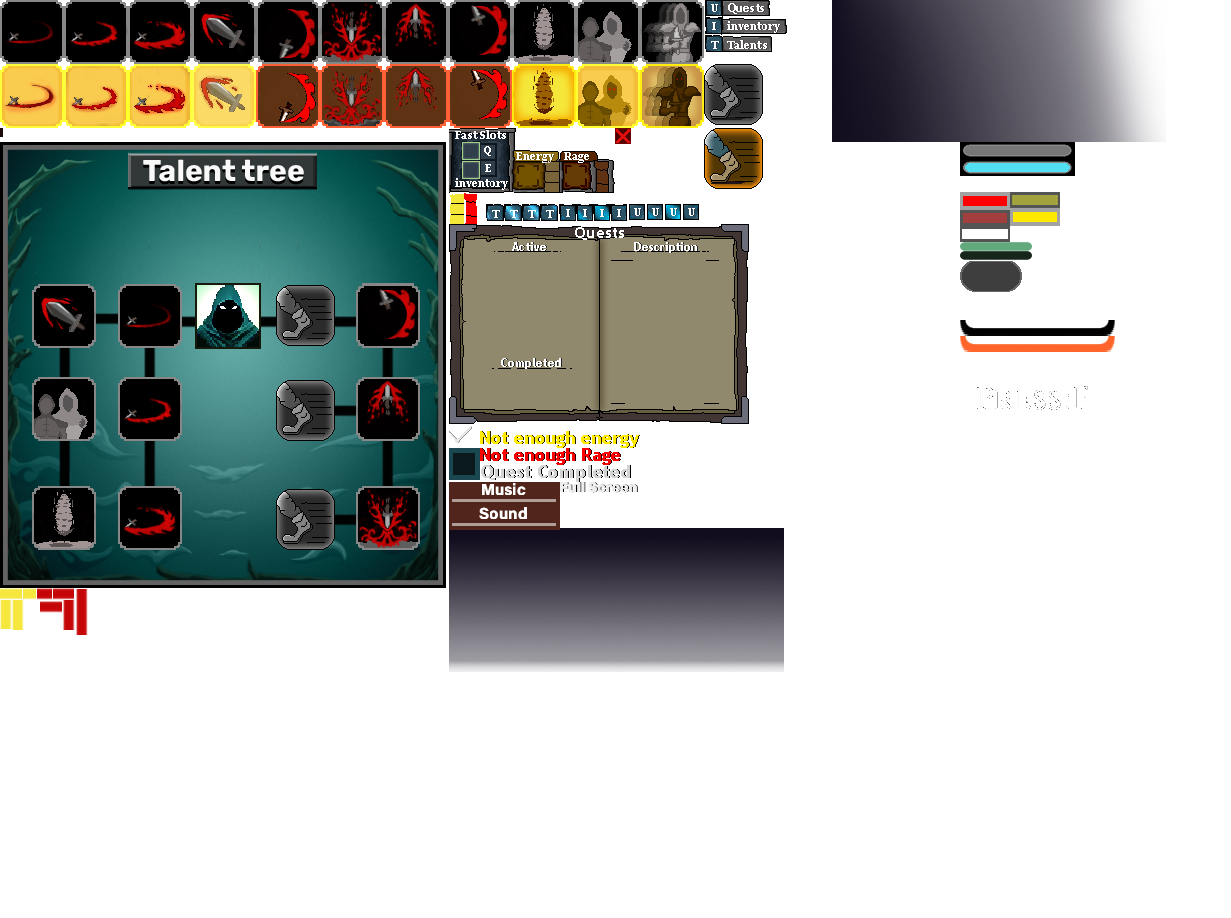 U Quests
I inventory
T Talents
Fast Slots
Q
E
inventory
Energy
Rage
Talent tree
T T T T I I I I U U U U
Quests
Active
Description
Completed
Not enough energy
Not enough Rage
Quest Completed
Full Screen
Music
Sound
Press F